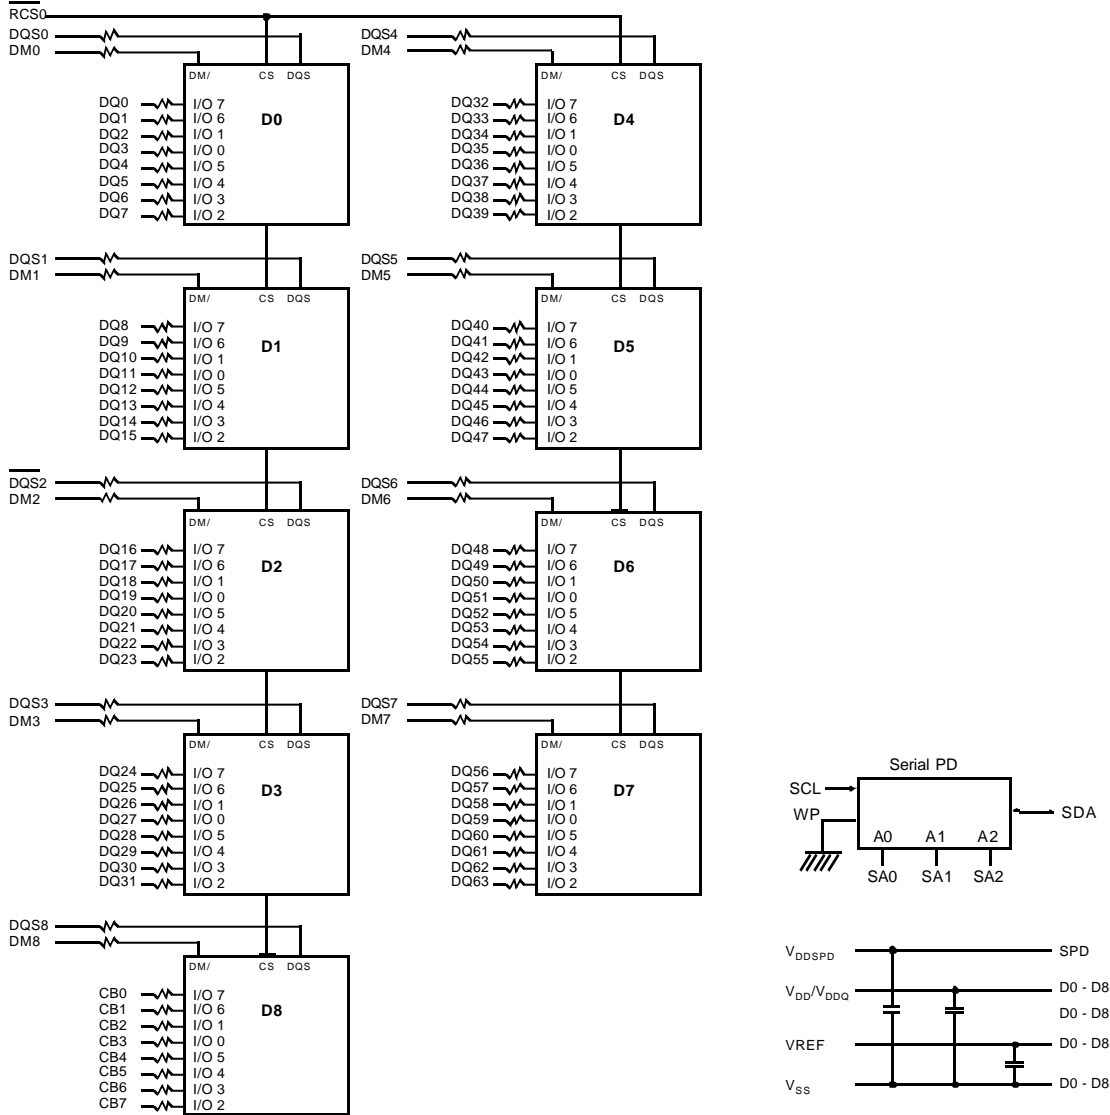 RCS0
DQS0
DM0
DM/ CS DQS
D0
DQ0 I/O 7
DQ1 I/O 6
DQ2 I/O 1
DQ3 I/O 0
DQ4 I/O 5
DQ5 I/O 4
DQ6 I/O 3
DQ7 I/O 2
DQS1
DM1
DM/ CS DQS
D1
DQ8 I/O 7
DQ9 I/O 6
DQ10 I/O 1
DQ11 I/O 0
DQ12 I/O 5
DQ13 I/O 4
DQ14 I/O 3
DQ15 I/O 2
DQS2
DM2
DM/ CS DQS
D2
DQ16 I/O 7
DQ17 I/O 6
DQ18 I/O 1
DQ19 I/O 0
DQ20 I/O 5
DQ21 I/O 4
DQ22 I/O 3
DQ23 I/O 2
DQS3
DM3
DM/ CS DQS
D3
DQ24 I/O 7
DQ25 I/O 6
DQ26 I/O 1
DQ27 I/O 0
DQ28 I/O 5
DQ29 I/O 4
DQ30 I/O 3
DQ31 I/O 2
DQS8
DM8
DM/ CS DQS
D8
CB0 I/O 7
CB1 I/O 6
CB2 I/O 1
CB3 I/O 0
CB4 I/O 5
CB5 I/O 4
CB6 I/O 3
CB7 I/O 2
DQS4
DM4
DM/ CS DQS
D4
DQ32 I/O 7
DQ33 I/O 6
DQ34 I/O 1
DQ35 I/O 0
DQ36 I/O 5
DQ37 I/O 4
DQ38 I/O 3
DQ39 I/O 2
DQS5
DM5
DM/ CS DQS
D5
DQ40 I/O 7
DQ41 I/O 6
DQ42 I/O 1
DQ43 I/O 0
DQ44 I/O 5
DQ45 I/O 4
DQ46 I/O 3
DQ47 I/O 2
DQS6
DM6
DM/ CS DQS
D6
DQ48 I/O 7
DQ49 I/O 6
DQ50 I/O 1
DQ51 I/O 0
DQ52 I/O 5
DQ53 I/O 4
DQ54 I/O 3
DQ55 I/O 2
DQS7
DM7
DM/ CS DQS
D7
DQ56 I/O 7
DQ57 I/O 6
DQ58 I/O 1
DQ59 I/O 0
DQ60 I/O 5
DQ61 I/O 4
DQ62 I/O 3
DQ63 I/O 2
Serial PD
SCL
WP
SDA
A0 A1 A2
SA0 SA1 SA2
VDDSPD SPD
VDD/VDDQ D0 - D8
D0 - D8
VREF D0 - D8
VSS D0 - D8